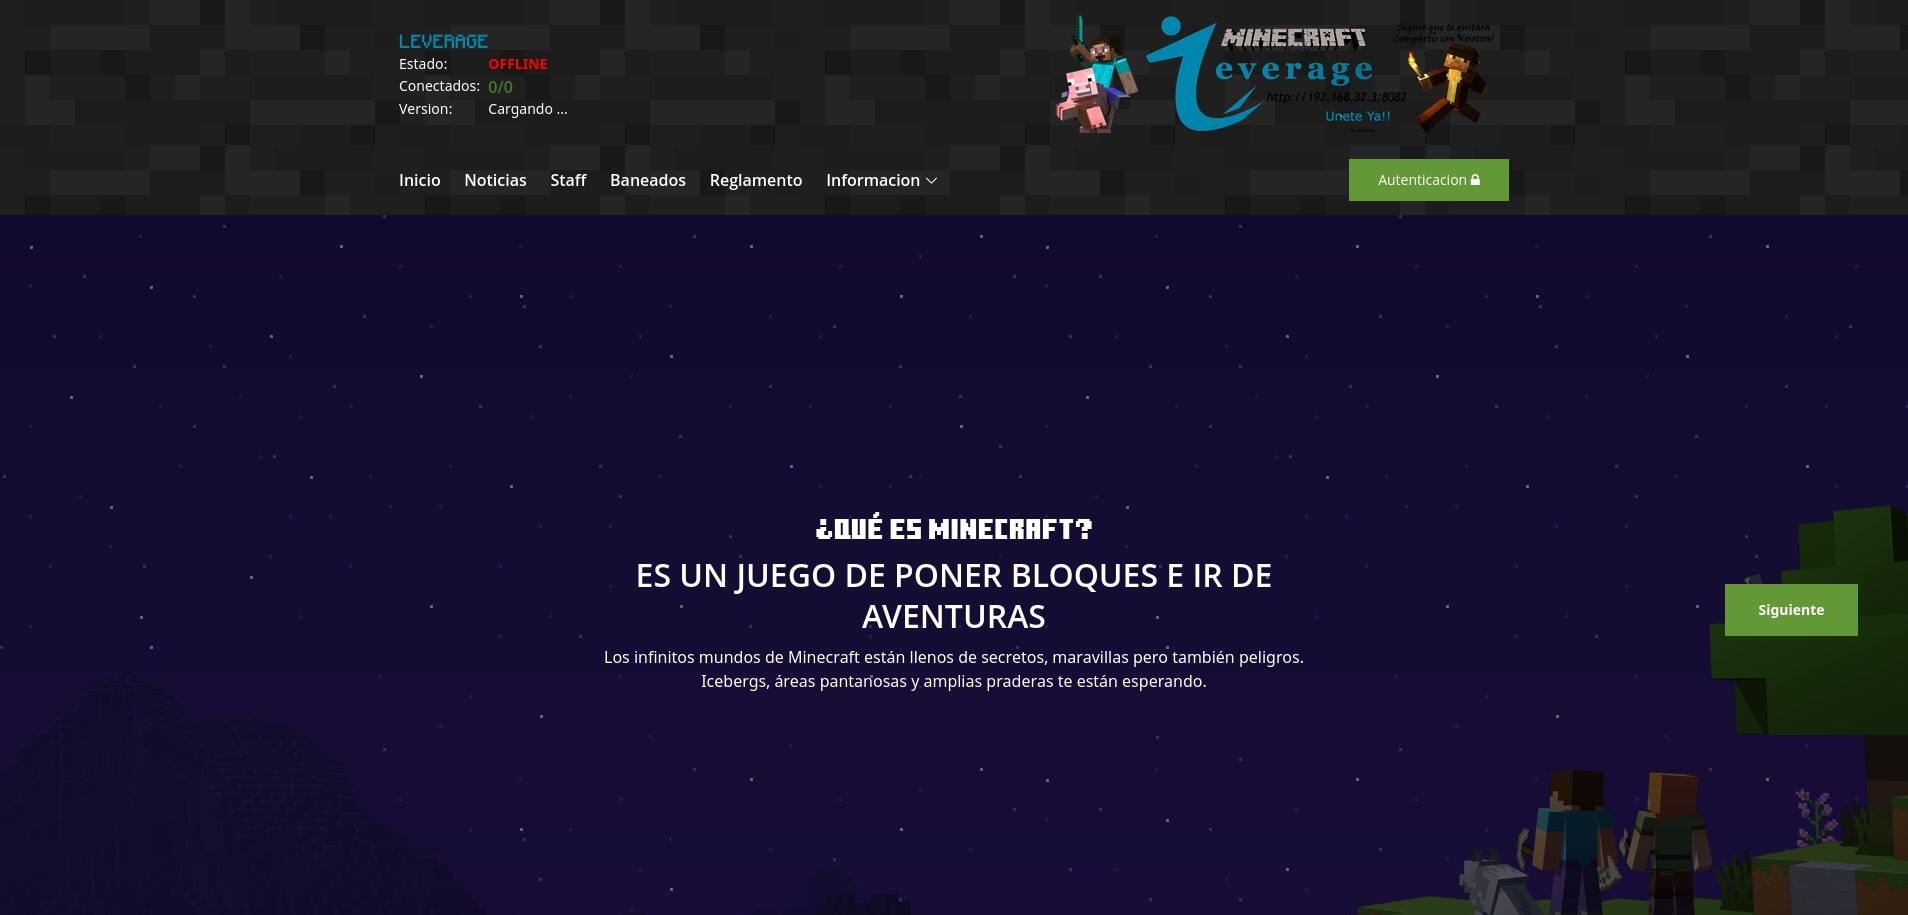 LEVERAGE
Estado: OFFLINE
Conectados: 0/0
Version: Cargando ...
Seguro que te gustara
Compartir con Nosotros!
MINECRAFT
everage
http://192.168.32.3:8082
Unete Ya!!
Inicio Noticias Staff Baneados Reglamento Informacion
Autenticacion
¿QUÉ ES MINECRAFT?
ES UN JUEGO DE PONER BLOQUES E IR DE
AVENTURAS
Los infinitos mundos de Minecraft están llenos de secretos, maravillas pero también peligros.
Icebergs, áreas pantanosas y amplias praderas te están esperando.
Siguiente